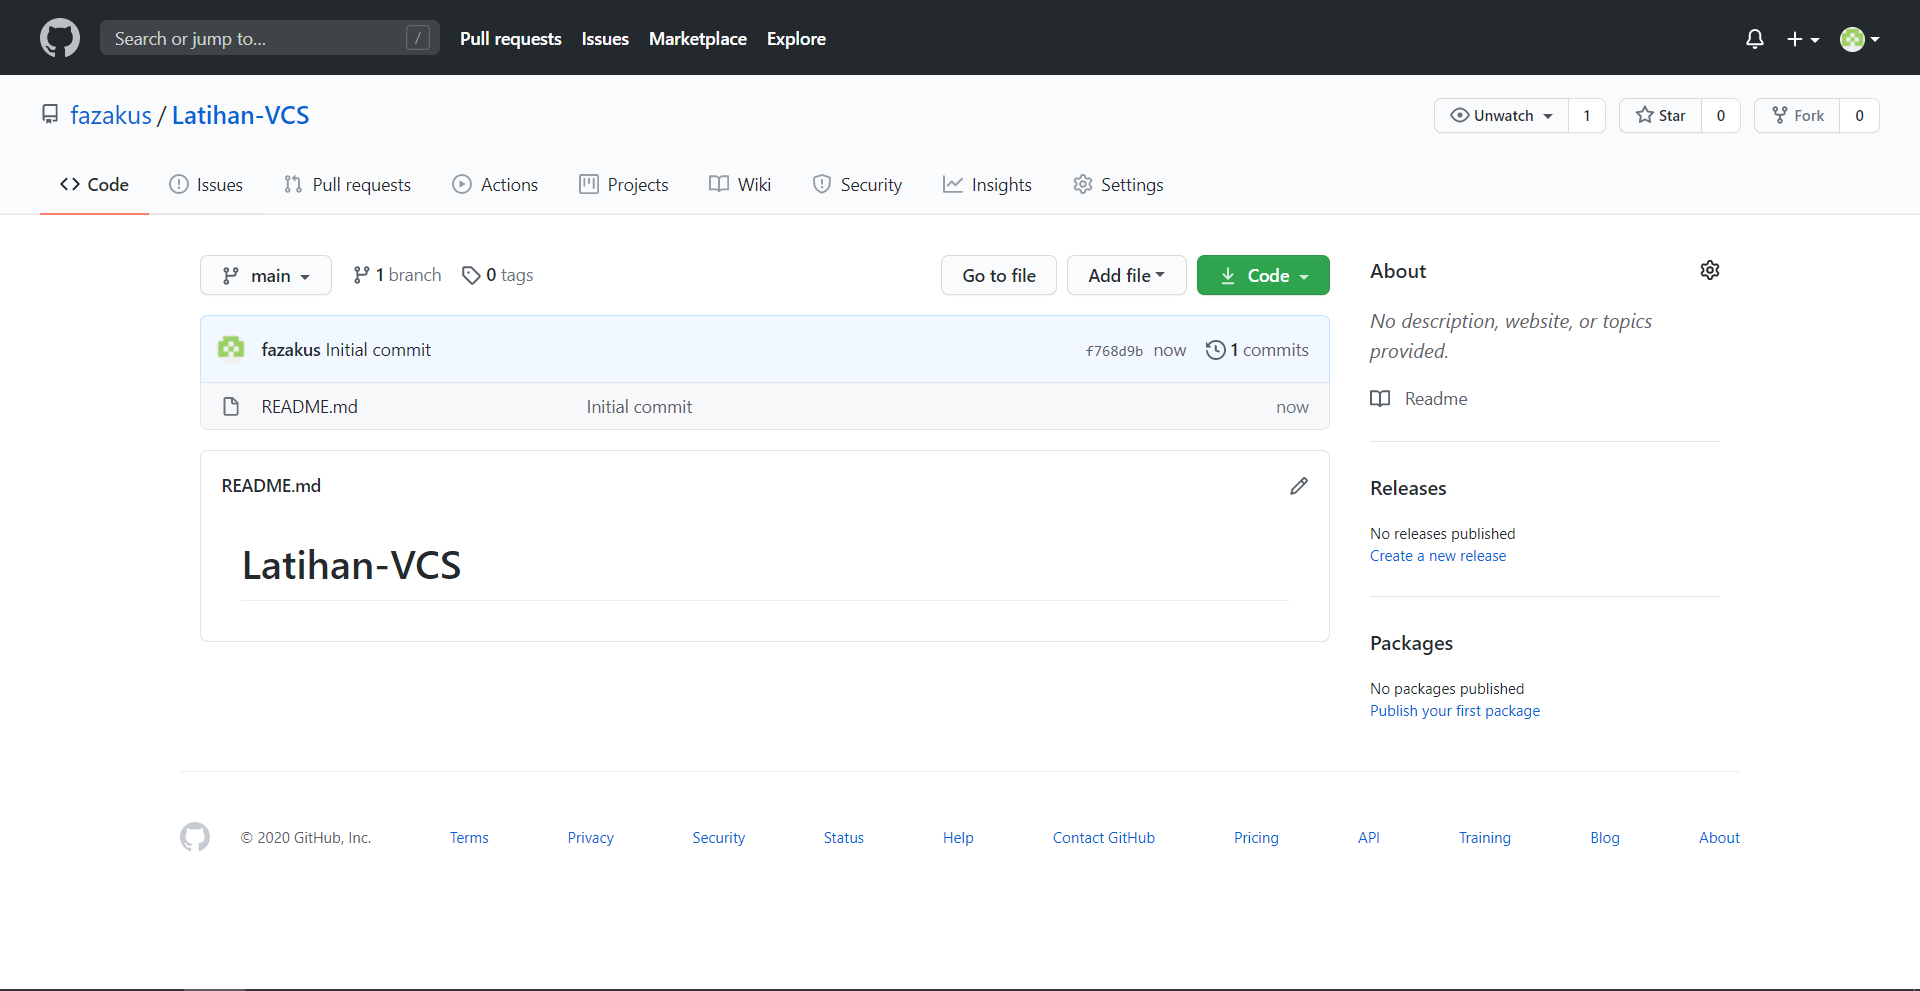 Search or jump to... /
Pull requests Issues Marketplace Explore
fazakus / Latihan-VCS
Unwatch 1 Star 0 Fork 0
Code Issues Pull requests Actions Projects Wiki Security Insights Settings
main 1 branch 0 tags Go to file Add file Code
fazakus Initial commit f768d9b now 1 commits
README.md Initial commit now
README.md
Latihan-VCS
About
No description, website, or topics
provided.
Readme
Releases
No releases published
Create a new release
Packages
No packages published
Publish your first package
© 2020 GitHub, Inc. Terms Privacy Security Status Help Contact GitHub Pricing API Training Blog About